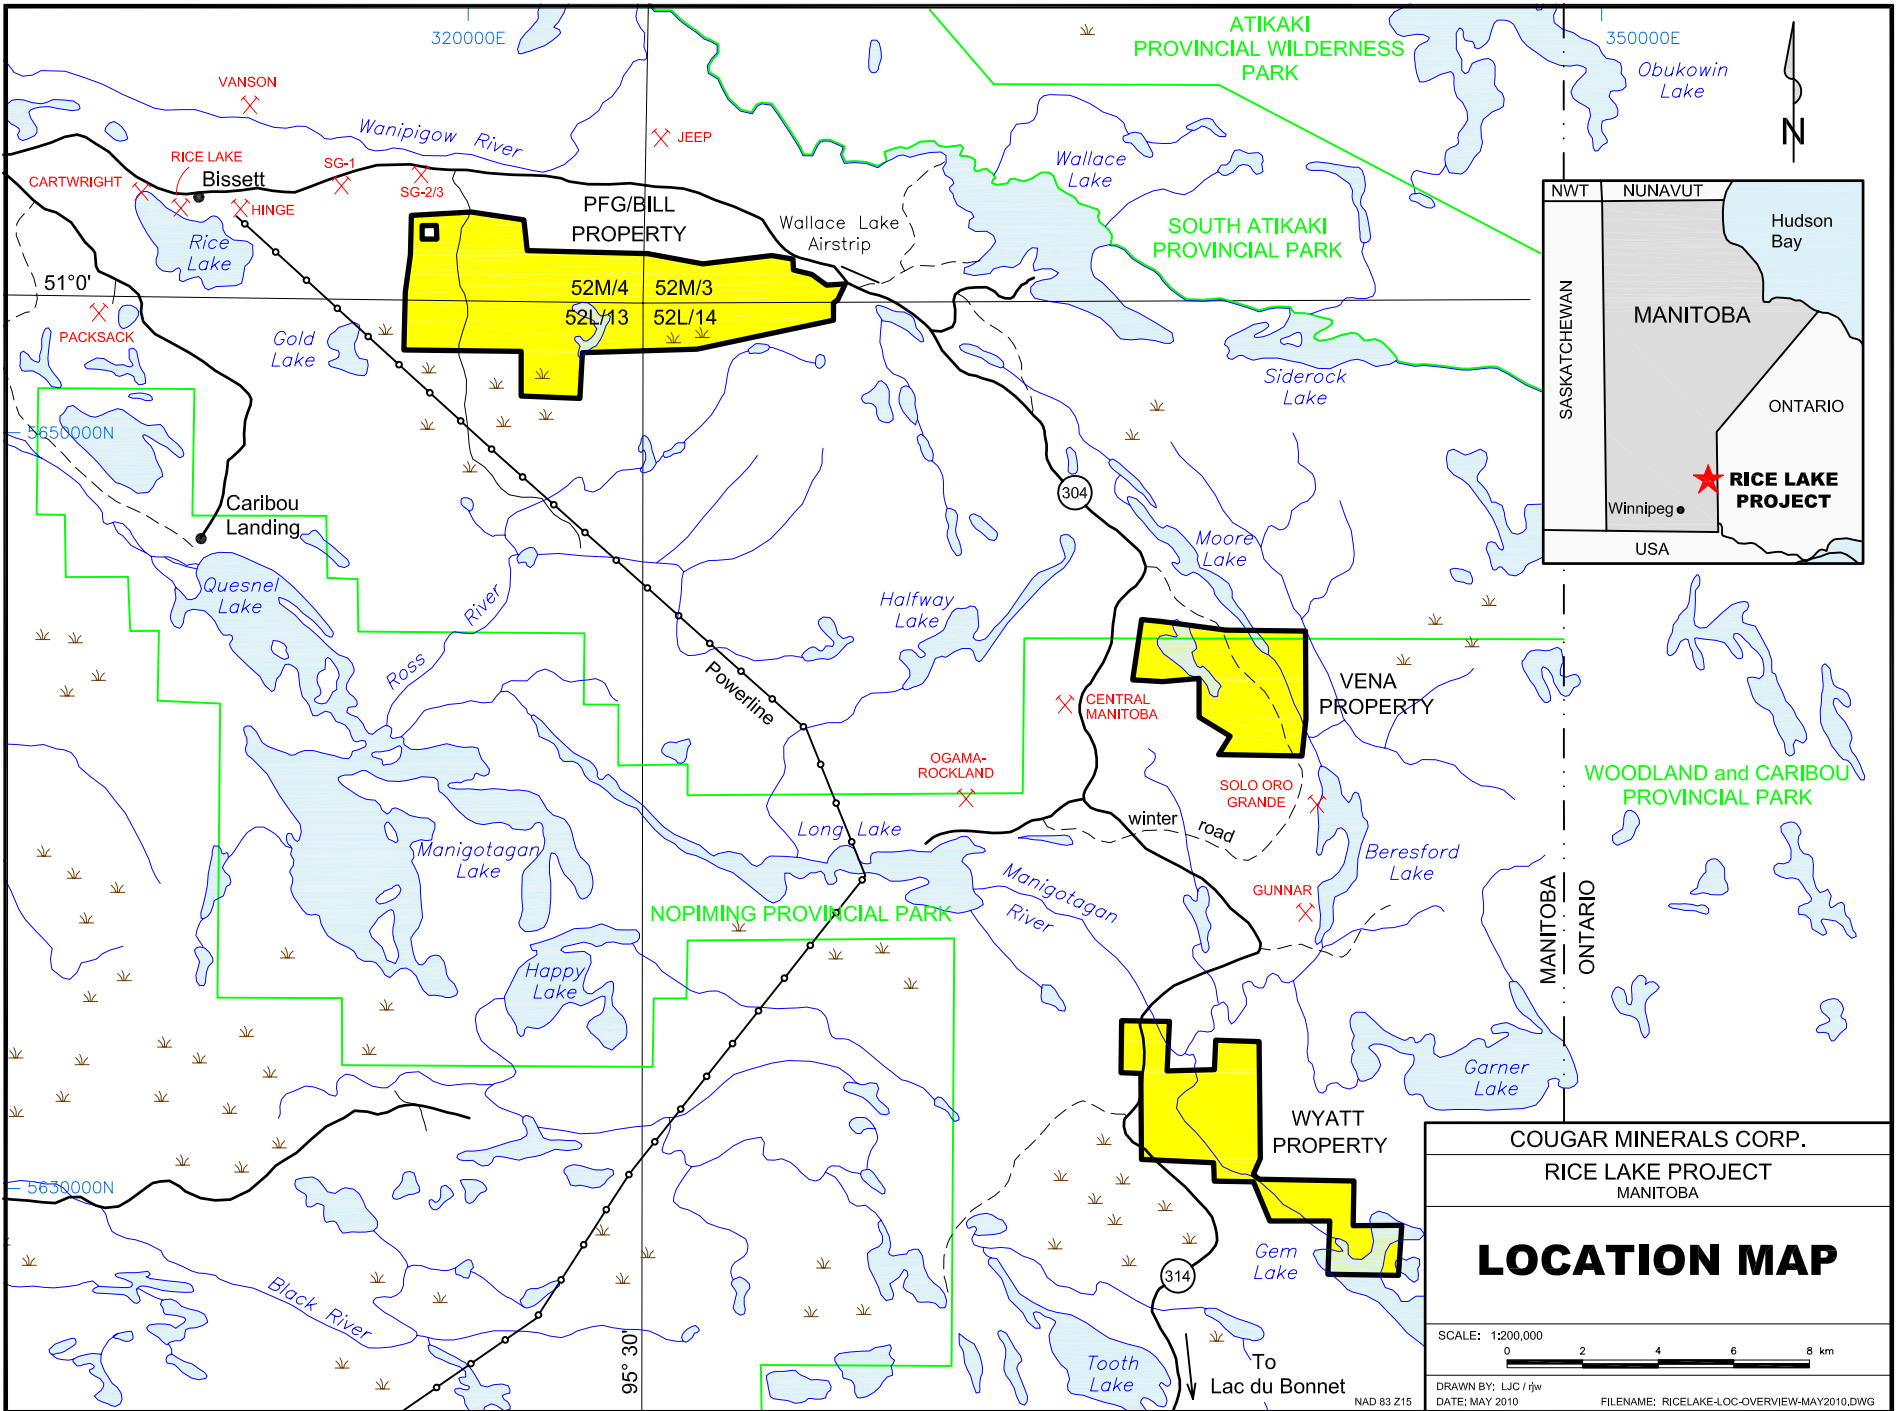 320000E
350000E
ATIKAKI
PROVINCIAL WILDERNESS
PARK
Obukowin
Lake
N
VANSON
Wanipigow River
JEEP
RICE LAKE
Bissett
SG-1
SG-2/3
CARTWRIGHT
HINGE
Rice
Lake
PFG/BILL
PROPERTY
Wallace Lake
Airstrip
Wallace
Lake
SOUTH ATIKAKI
PROVINCIAL PARK
NWT
NUNAVUT
Hudson
Bay
SASKATCHEWAN
MANITOBA
ONTARIO
RICE LAKE
PROJECT
Winnipeg
USA
51°0'
52M/4
52M/3
52L/13
52L/14
PACKSACK
Gold
Lake
Siderock
Lake
5650000N
Caribou
Landing
304
Moore
Lake
Quesnel
Lake
Ross
River
Halfway
Lake
Powerline
CENTRAL
MANITOBA
VENA
PROPERTY
OGAMA-
ROCKLAND
SOLO ORO
GRANDE
WOODLAND and CARIBOU
PROVINCIAL PARK
winter road
Long Lake
Manigotagan
Lake
Manigotagan
River
Beresford
Lake
GUNNAR
NOPIMING PROVINCIAL PARK
MANITOBA
ONTARIO
Happy
Lake
Garner
Lake
WYATT
PROPERTY
5630000N
Gem
Lake
314
Black River
95° 30'
Tooth
Lake
To
Lac du Bonnet
NAD 83 Z15
COUGAR MINERALS CORP.
RICE LAKE PROJECT
MANITOBA
LOCATION MAP
SCALE: 1:200,000
0 2 4 6 8 km
DRAWN BY: LJC / rjw
DATE: MAY 2010
FILENAME: RICELAKE-LOC-OVERVIEW-MAY2010.DWG